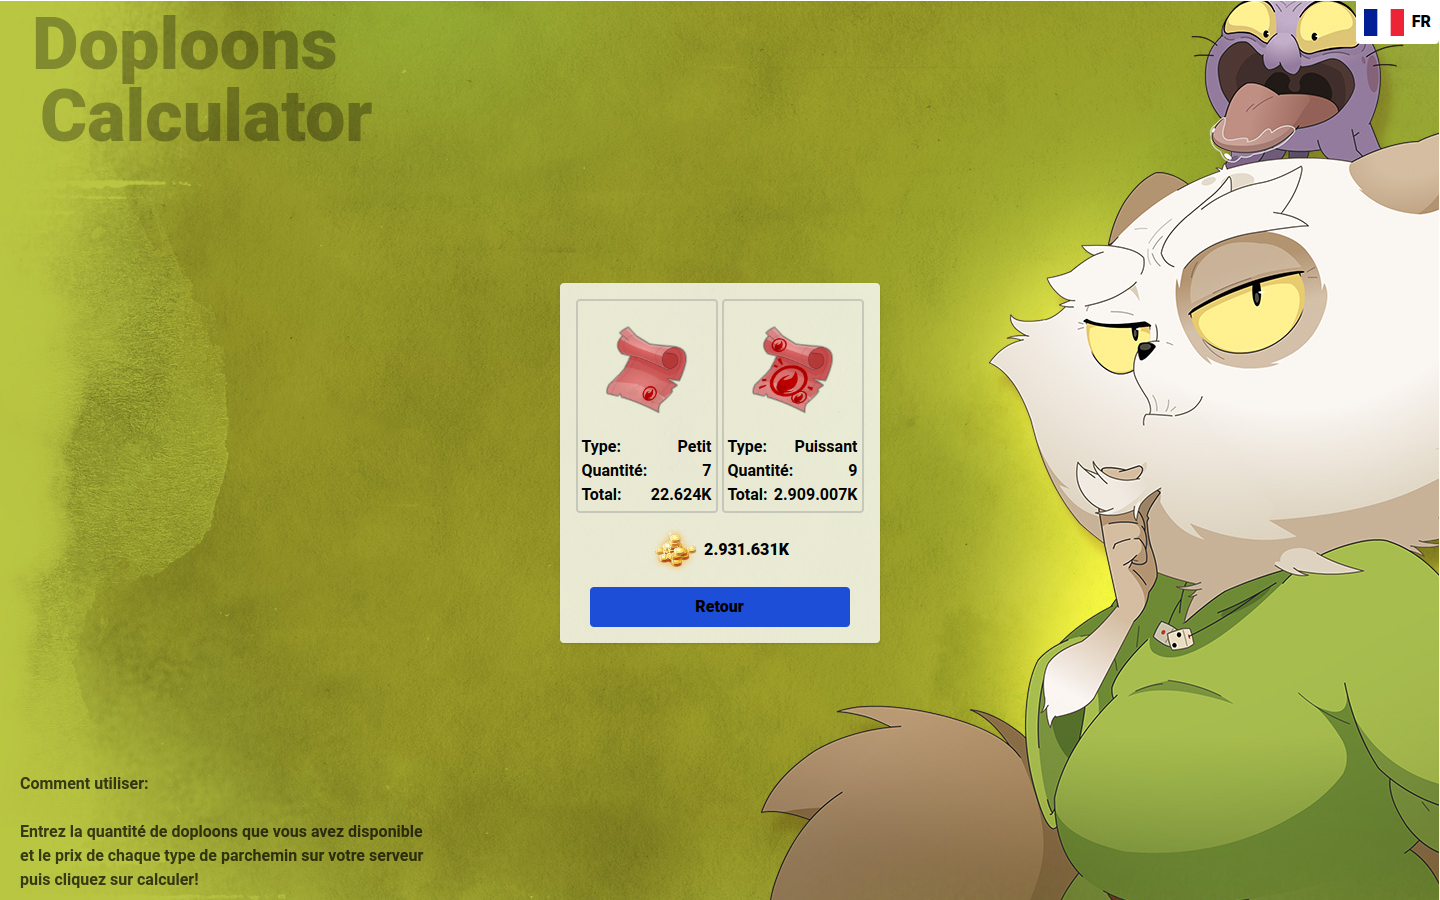 Doploons
Calculator
FR
Type: Petit
Quantité: 7
Total: 22.624K
Type: Puissant
Quantité: 9
Total: 2.909.007K
2.931.631K
Retour
Comment utiliser:
Entrez la quantité de doploons que vous avez disponible
et le prix de chaque type de parchemin sur votre serveur
puis cliquez sur calculer!